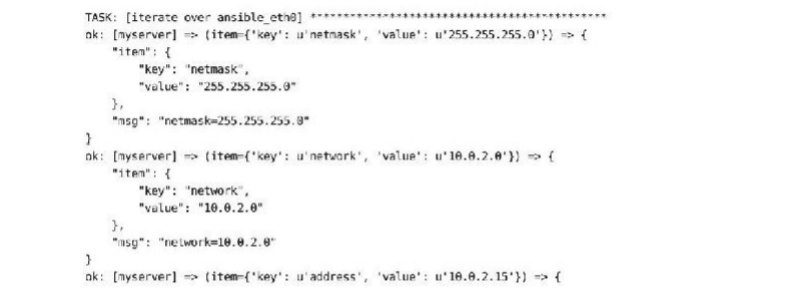 TASK: [iterate over ansible_eth0] *********************************************
ok: [myserver] => (item={'key': u'netmask', 'value': u'255.255.255.0'}) => {
"item": {
"key": "netmask",
"value": "255.255.255.0"
},
"msg": "netmask=255.255.255.0"
}
ok: [myserver] => (item={'key': u'network', 'value': u'10.0.2.0'}) => {
"item": {
"key": "network",
"value": "10.0.2.0"
},
"msg": "network=10.0.2.0"
}
ok: [myserver] => (item={'key': u'address', 'value': u'10.0.2.15'}) => {